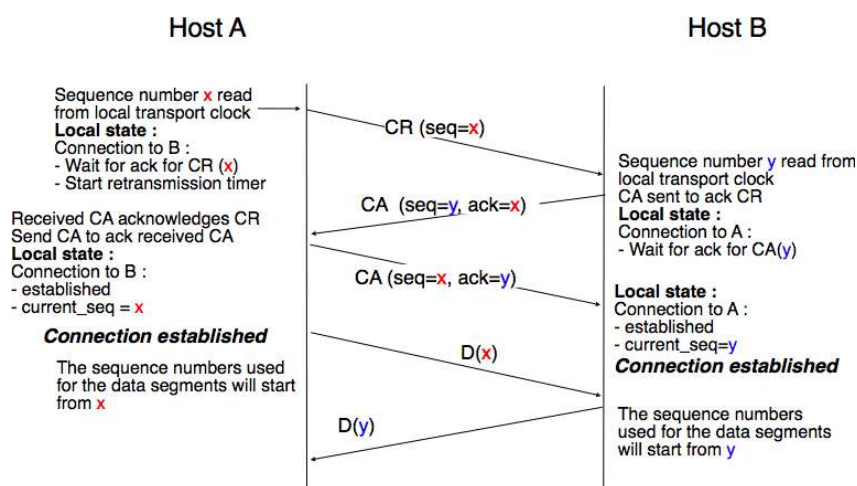 Host A
Host B
Sequence number x read
from local transport clock
Local state :
Connection to B :
- Wait for ack for CR (x)
- Start retransmission timer
CR (seq=x)
Sequence number y read from
local transport clock
CA sent to ack CR
Local state :
Connection to A :
- Wait for ack for CA(y)
CA (seq=y, ack=x)
Received CA acknowledges CR
Send CA to ack received CA
Local state :
Connection to B :
- established
- current_seq = x
CA (seq=x, ack=y)
Local state :
Connection to A :
- established
- current_seq=y
Connection established
Connection established
The sequence numbers used
for the data segments will start
from x
D(x)
D(y)
The sequence numbers
used for the data segments
will start from y